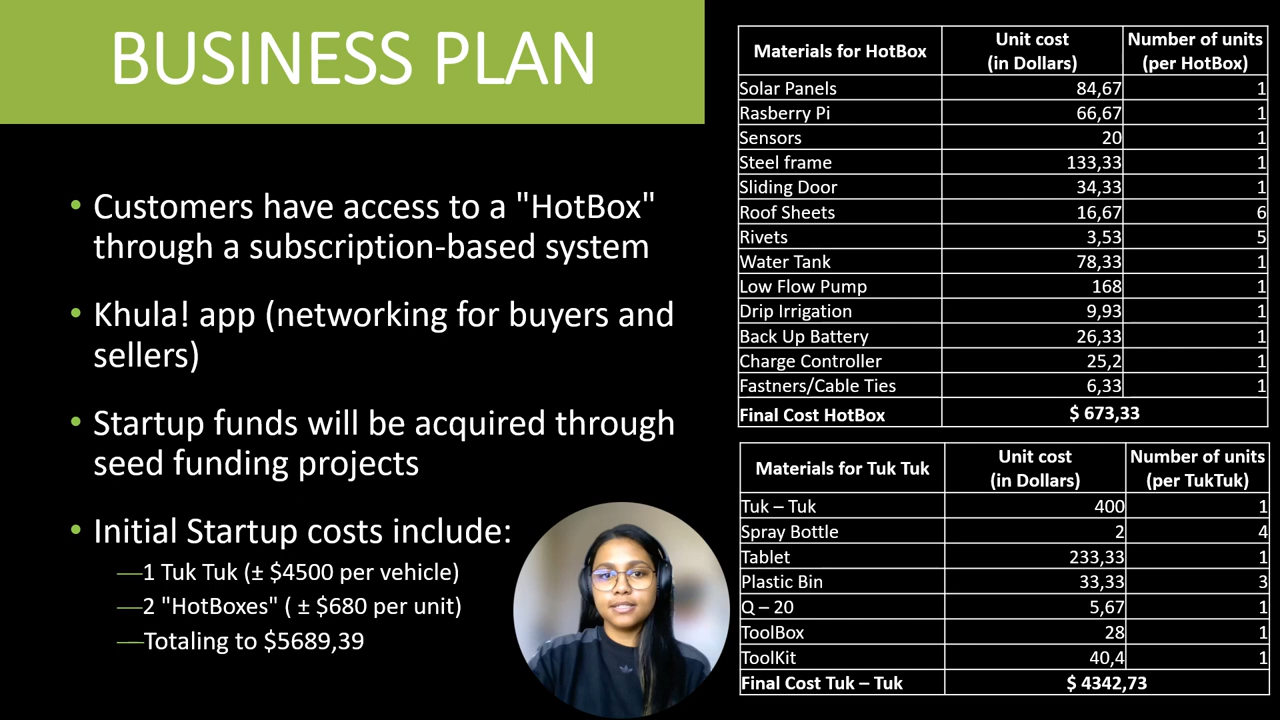 BUSINESS PLAN
• Customers have access to a "HotBox"
through a subscription-based system
• Khula! app (networking for buyers and
sellers)
• Startup funds will be acquired through
seed funding projects
• Initial Startup costs include:
—1 Tuk Tuk (± $4500 per vehicle)
—2 "HotBoxes" ( ± $680 per unit)
—Totaling to $5689,39
Materials for HotBox Unit cost (in Dollars) Number of units (per HotBox)
Solar Panels 84,67 1
Rasberry Pi 66,67 1
Sensors 20 1
Steel frame 133,33 1
Sliding Door 34,33 1
Roof Sheets 16,67 6
Rivets 3,53 5
Water Tank 78,33 1
Low Flow Pump 168 1
Drip Irrigation 9,93 1
Back Up Battery 26,33 1
Charge Controller 25,2 1
Fastners/Cable Ties 6,33 1
Final Cost HotBox $ 673,33
Materials for Tuk Tuk Unit cost (in Dollars) Number of units (per TukTuk)
Tuk – Tuk 400 1
Spray Bottle 2 4
Tablet 233,33 1
Plastic Bin 33,33 3
Q – 20 5,67 1
ToolBox 28 1
ToolKit 40,4 1
Final Cost Tuk – Tuk $ 4342,73